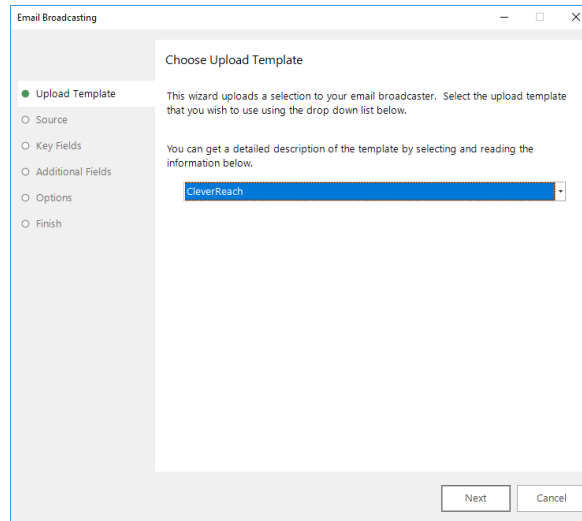 Email Broadcasting
Choose Upload Template
Upload Template
Source
Key Fields
Additional Fields
Options
Finish
This wizard uploads a selection to your email broadcaster. Select the upload template
that you wish to use using the drop down list below.
You can get a detailed description of the template by selecting and reading the
information below.
CleverReach
Next
Cancel